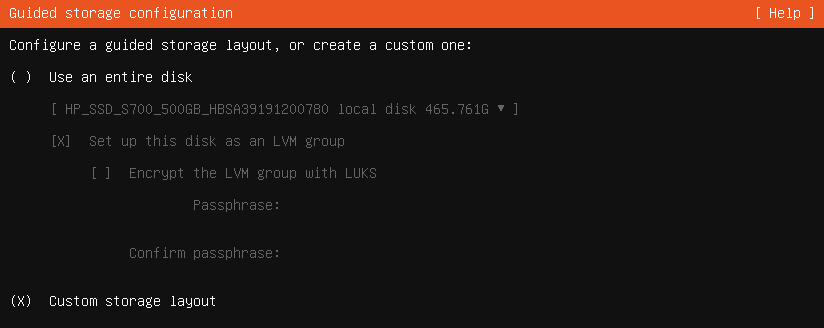 Guided storage configuration [ Help ]
Configure a guided storage layout, or create a custom one:
( ) Use an entire disk
[ HP_SSD_S700_500GB_HBSA39191200780 local disk 465.761G ▾ ]
[X] Set up this disk as an LVM group
[ ] Encrypt the LVM group with LUKS
Passphrase:
Confirm passphrase:
(X) Custom storage layout